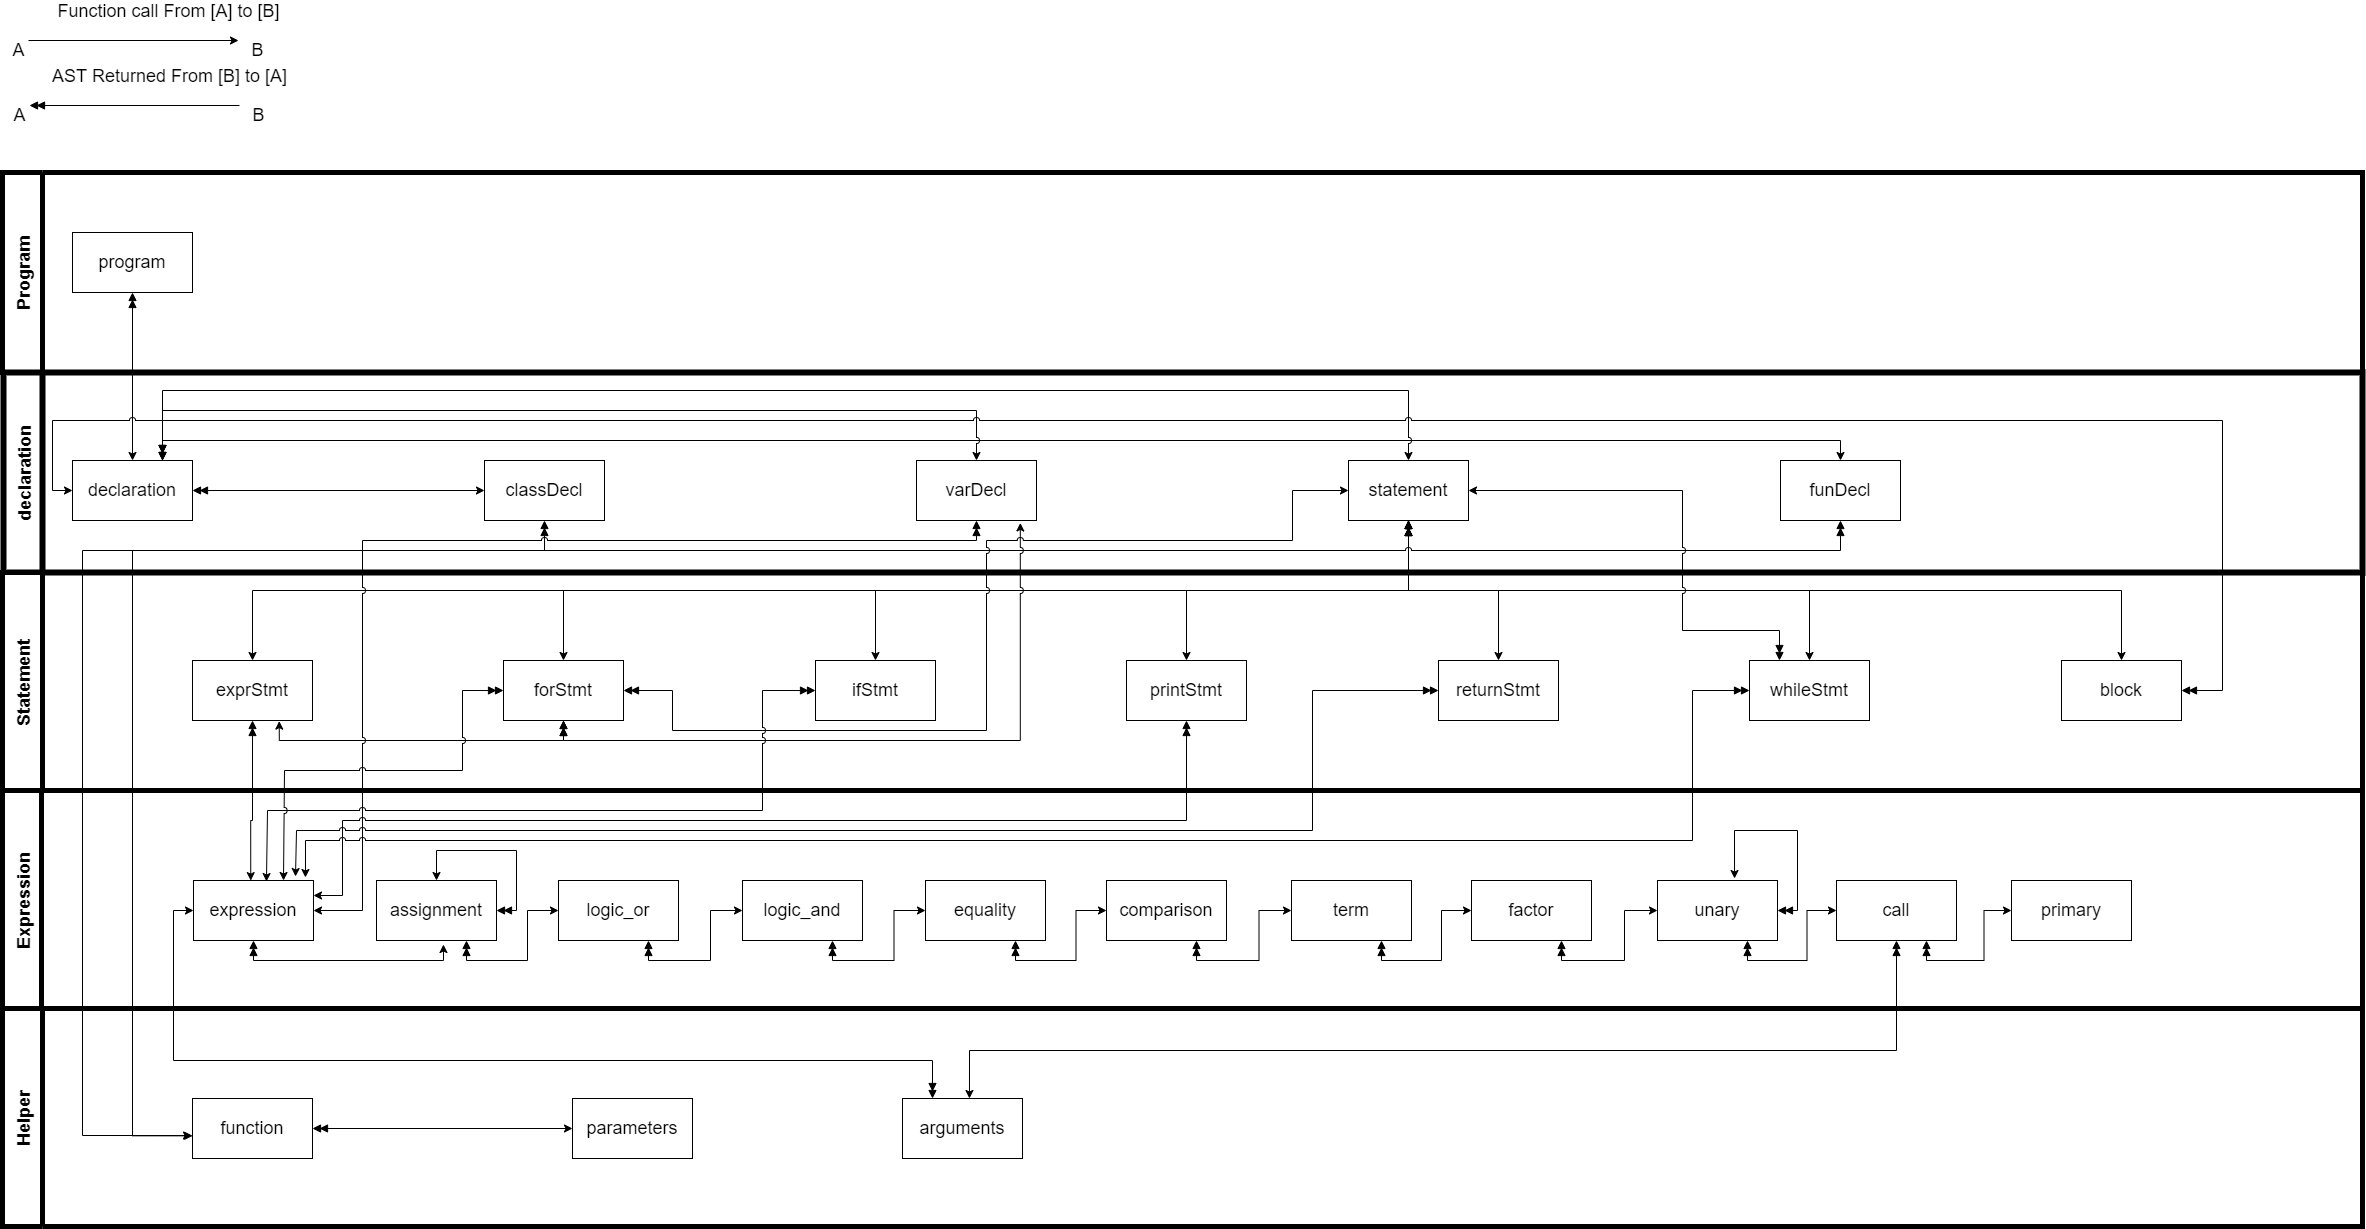 Function call From [A] to [B]
A
B
AST Returned From [B] to [A]
A
B
Program
program
declaration
declaration
classDecl
varDecl
statement
funDecl
Statement
exprStmt
forStmt
ifStmt
printStmt
returnStmt
whileStmt
block
Expression
expression
assignment
logic_or
logic_and
equality
comparison
term
factor
unary
call
primary
Helper
function
parameters
arguments